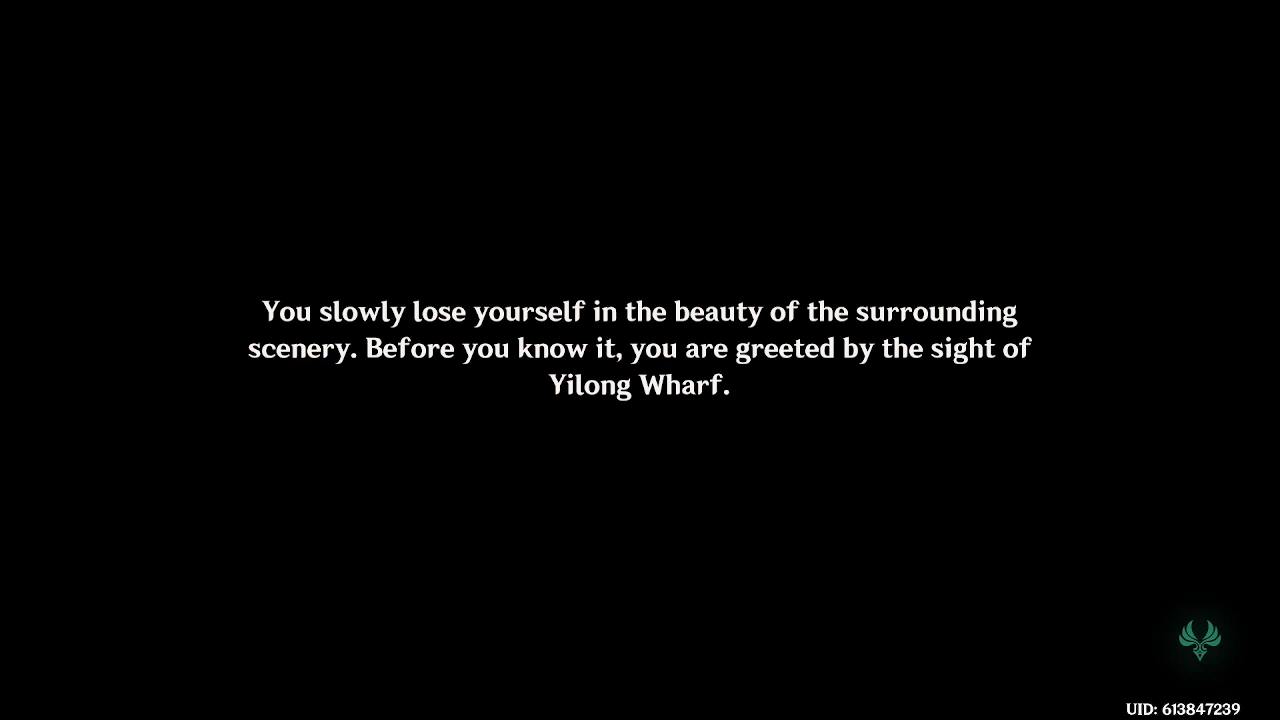 You slowly lose yourself in the beauty of the surrounding
scenery. Before you know it, you are greeted by the sight of
Yilong Wharf.
UID: 613847239